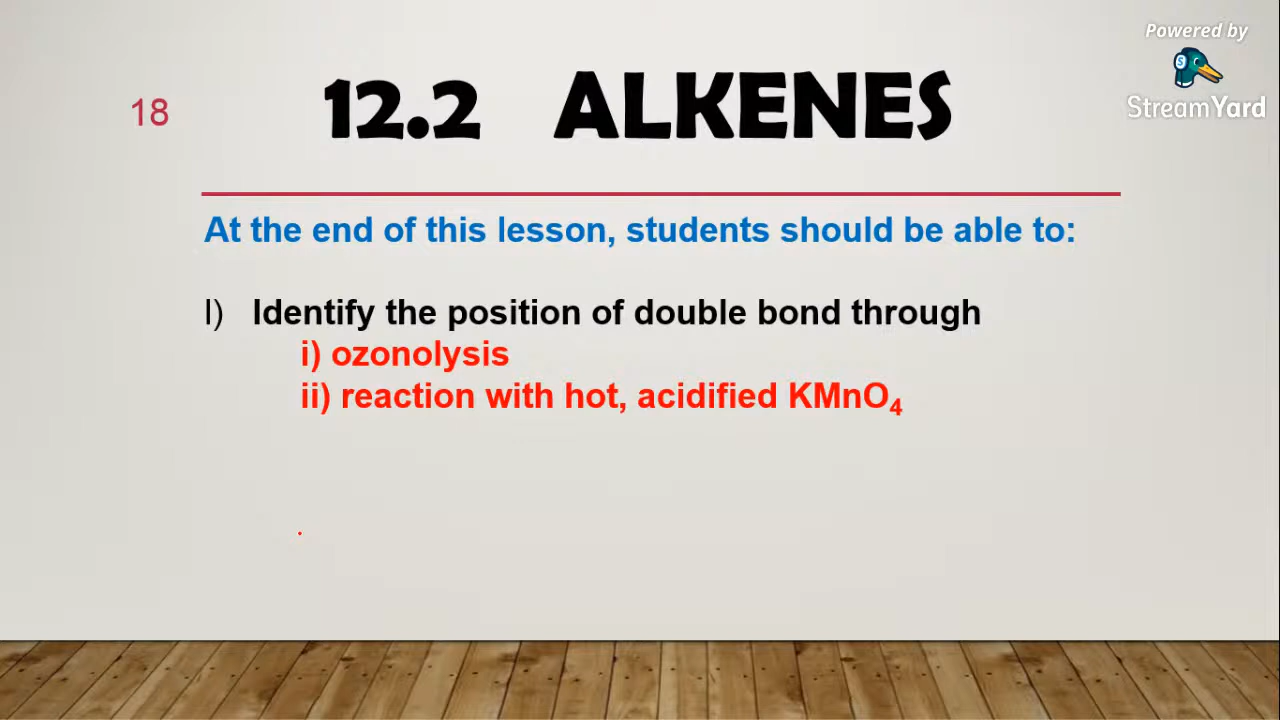 Powered by
StreamYard
18
12.2 ALKENES
At the end of this lesson, students should be able to:
l) Identify the position of double bond through
i) ozonolysis
ii) reaction with hot, acidified KMnO₄